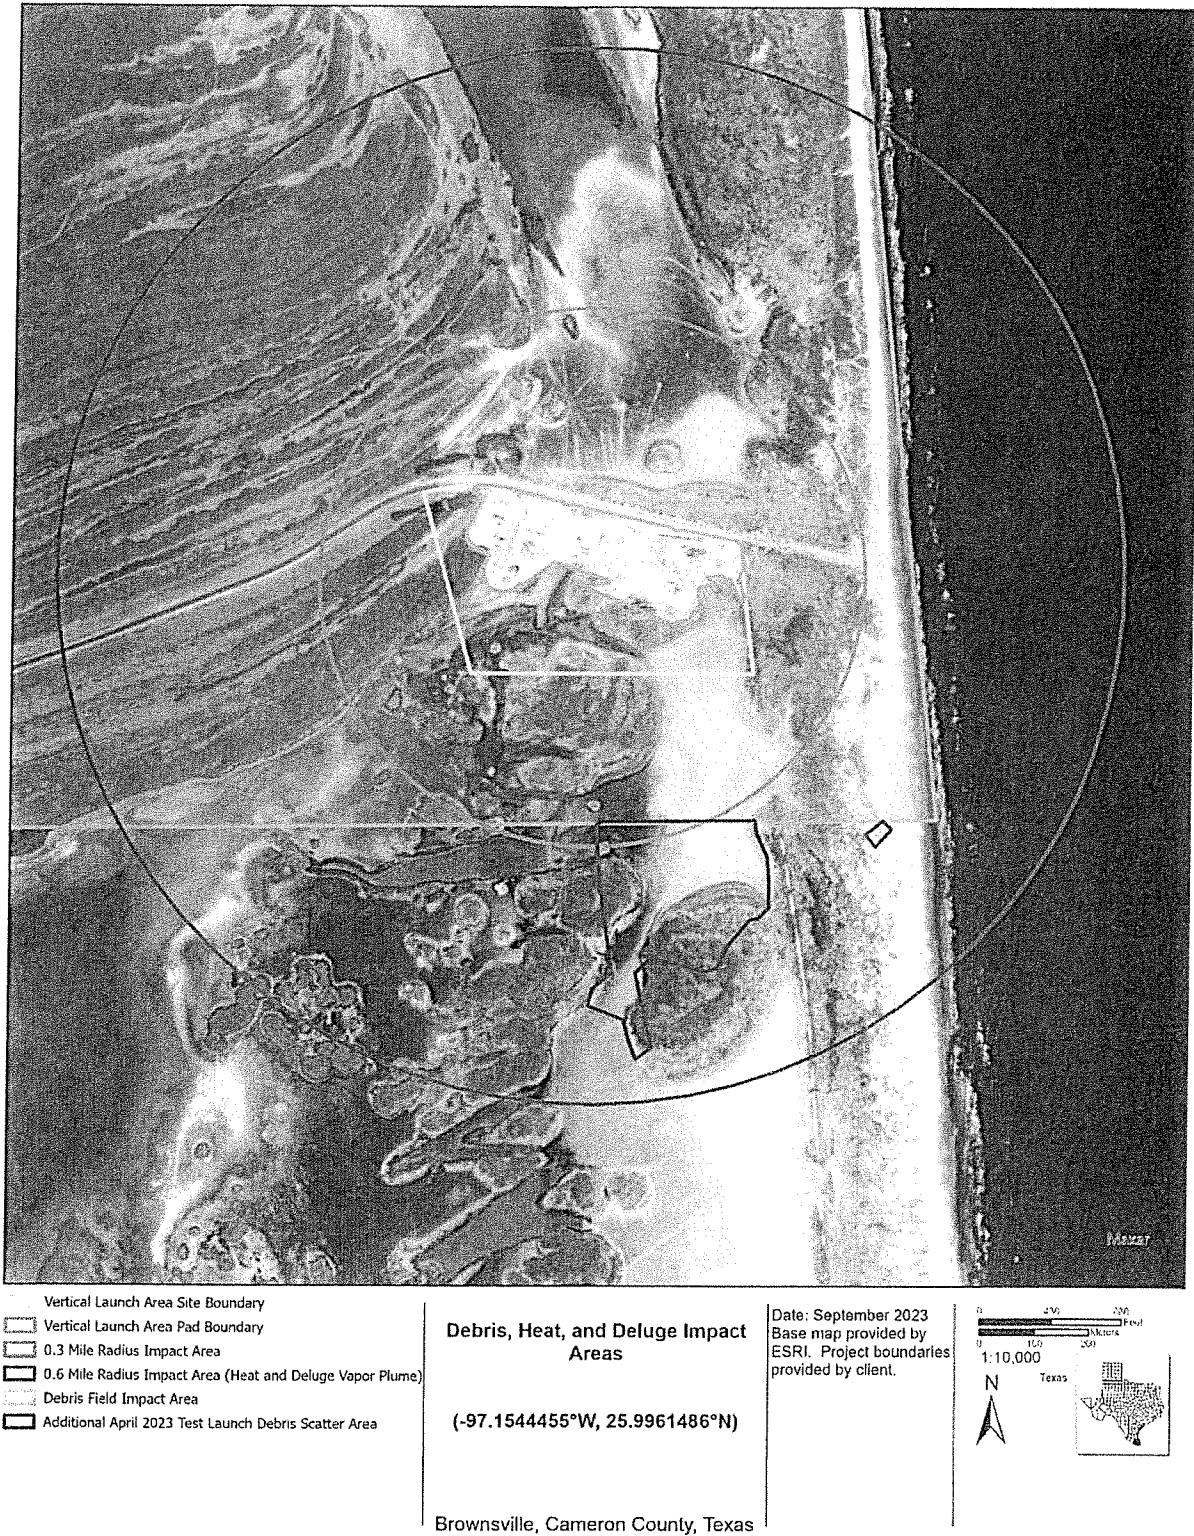 Maxar
Vertical Launch Area Site Boundary
Vertical Launch Area Pad Boundary
0.3 Mile Radius Impact Area
0.6 Mile Radius Impact Area (Heat and Deluge Vapor Plume)
Debris Field Impact Area
Additional April 2023 Test Launch Debris Scatter Area
Debris, Heat, and Deluge Impact
Areas
(-97.1544455°W, 25.9961486°N)
Brownsville, Cameron County, Texas
Date: September 2023
Base map provided by
ESRI. Project boundaries
provided by client.
0
Feet
Meters
0 100 200
1:10,000
N
Texas